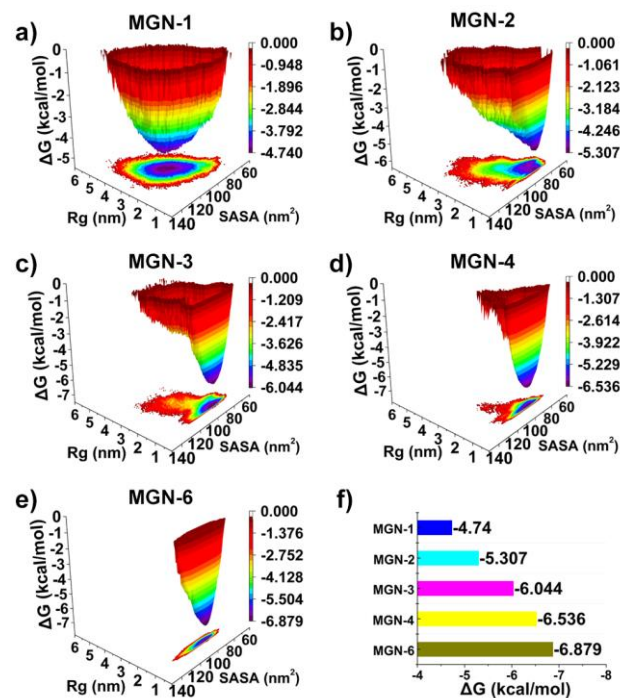 a) MGN-1
0
-1
-2
-3
-4
-5
ΔG (kcal/mol)
6 5 4 3 2 1
Rg (nm)
140 120 100 80 60
SASA (nm²)
0.000
-0.948
-1.896
-2.844
-3.792
-4.740
b) MGN-2
0
-1
-2
-3
-4
-5
-6
ΔG (kcal/mol)
6 5 4 3 2 1
Rg (nm)
140 120 100 80 60
SASA (nm²)
0.000
-1.061
-2.123
-3.184
-4.246
-5.307
c) MGN-3
0
-1
-2
-3
-4
-5
-6
-7
ΔG (kcal/mol)
6 5 4 3 2 1
Rg (nm)
140 120 100 80 60
SASA (nm²)
0.000
-1.209
-2.417
-3.626
-4.835
-6.044
d) MGN-4
0
-1
-2
-3
-4
-5
-6
-7
ΔG (kcal/mol)
6 5 4 3 2 1
Rg (nm)
140 120 100 80 60
SASA (nm²)
0.000
-1.307
-2.614
-3.922
-5.229
-6.536
e) MGN-6
0
-1
-2
-3
-4
-5
-6
-7
ΔG (kcal/mol)
6 5 4 3 2 1
Rg (nm)
140 120 100 80 60
SASA (nm²)
0.000
-1.376
-2.752
-4.128
-5.504
-6.879
f)
MGN-1 -4.74
MGN-2 -5.307
MGN-3 -6.044
MGN-4 -6.536
MGN-6 -6.879
-4 -5 -6 -7 -8
ΔG (kcal/mol)